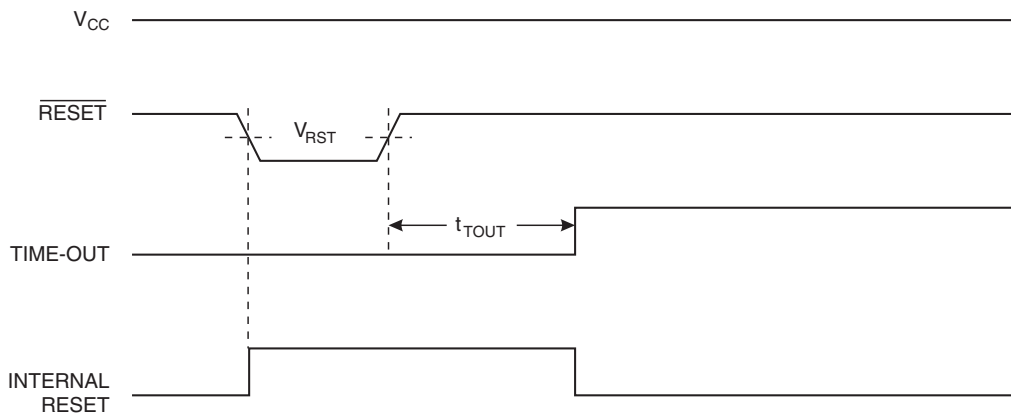 VCC
RESET
VRST
tTOUT
TIME-OUT
INTERNAL
RESET